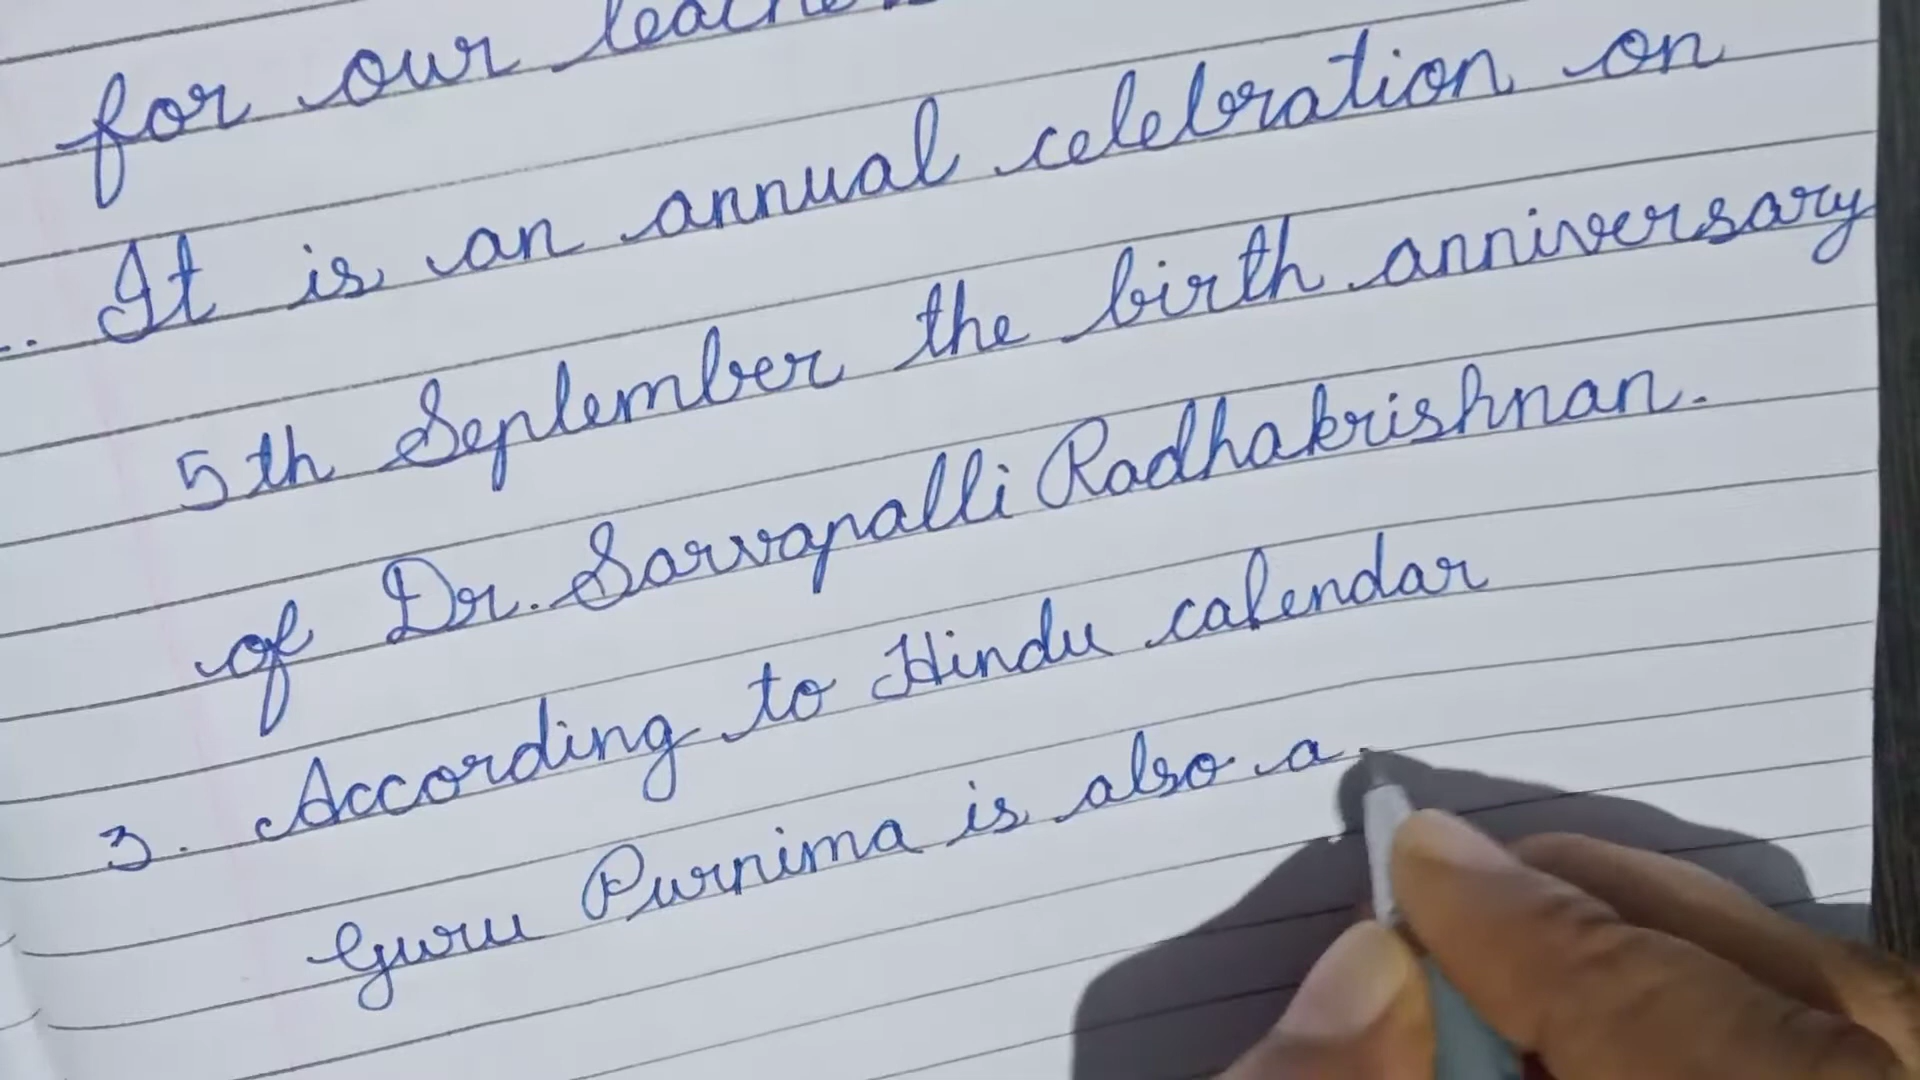 for our
It is an annual celebration on
5th September the birth anniversary
of Dr. Sarvapalli Radhakrishnan.
3. According to Hindu calendar
Guru Purnima is also a